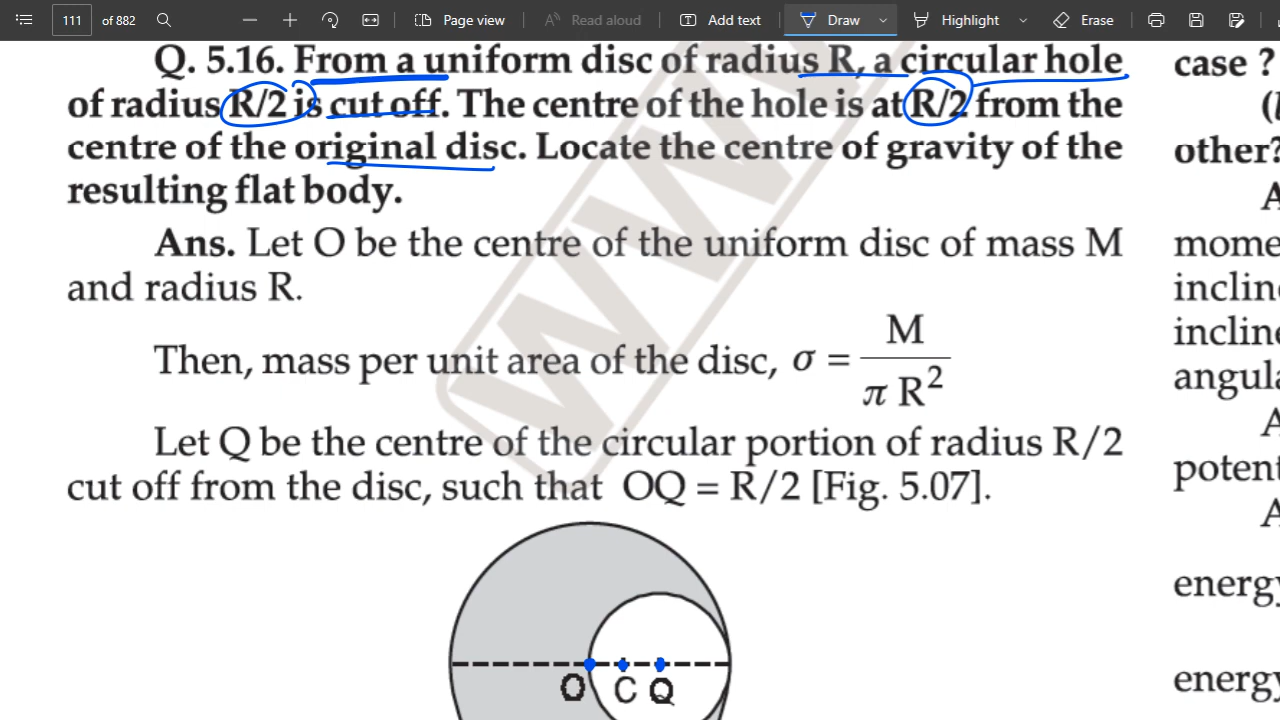 111 of 882 Page view Read aloud Add text Draw Highlight Erase
Q. 5.16. From a uniform disc of radius R, a circular hole
of radius R/2 is cut off. The centre of the hole is at R/2 from the
centre of the original disc. Locate the centre of gravity of the
resulting flat body.
Ans. Let O be the centre of the uniform disc of mass M
and radius R.
Then, mass per unit area of the disc, σ = M / π R²
Let Q be the centre of the circular portion of radius R/2
cut off from the disc, such that OQ = R/2 [Fig. 5.07].
O C Q
case ?
other?
A
mome
incline
incline
angula
A
potent
A
energy
energy